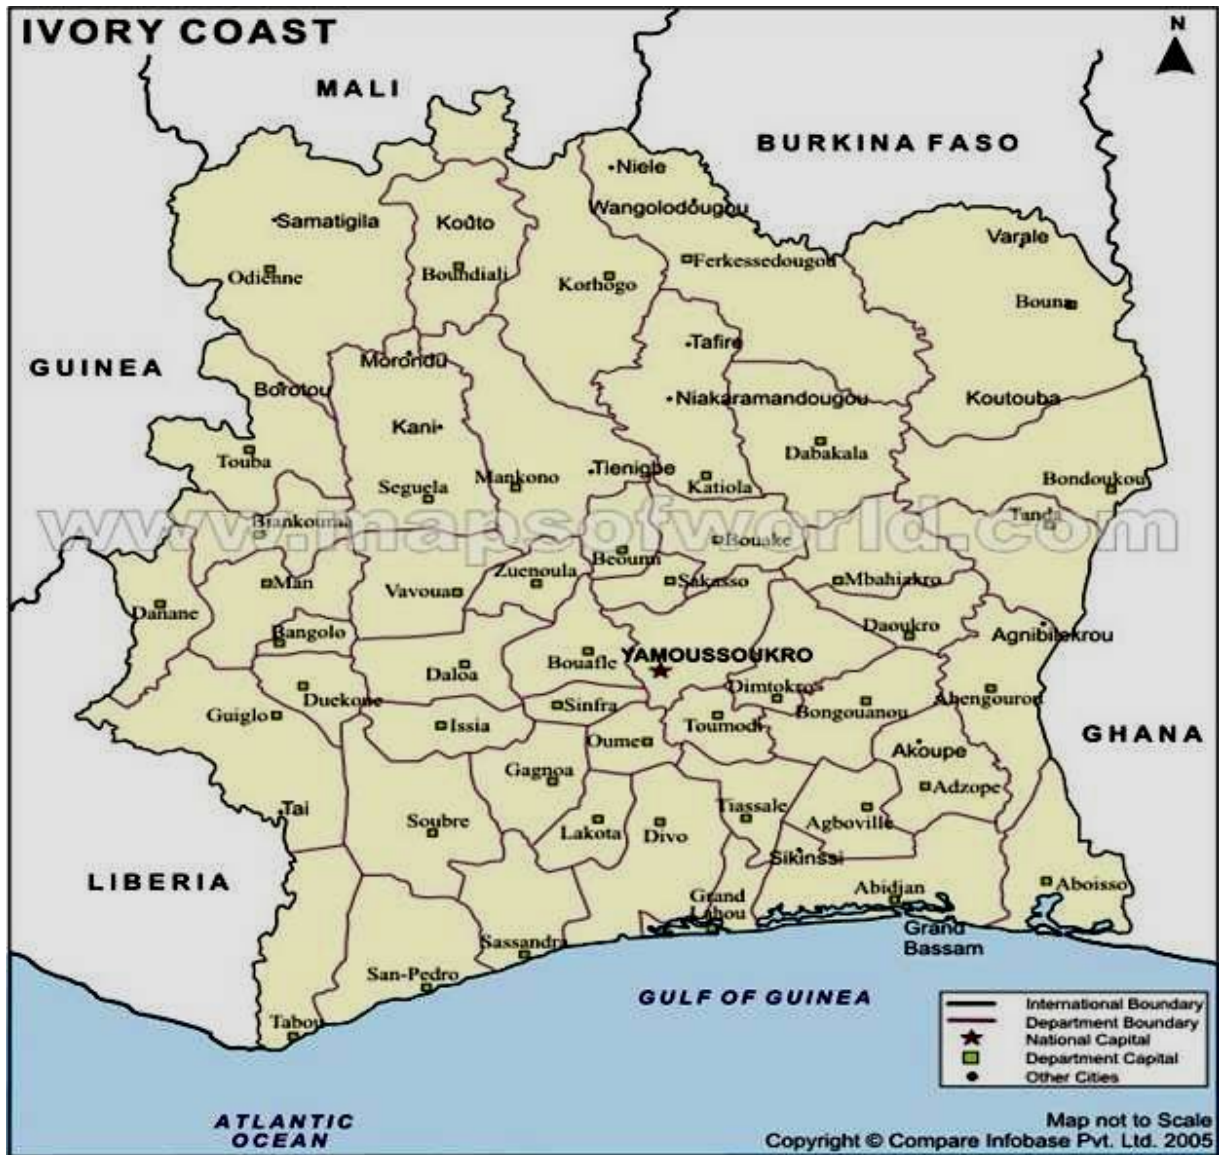 IVORY COAST
N
MALI
BURKINA FASO
Niele
Wangolodougou
Samatigila
Kouto
Varale
Odienne
Boundiali
Korhogo
Ferkessedougou
Bouna
Tafire
GUINEA
Morondu
Borotou
Niakaramandougou
Koutouba
Kani
Touba
Dabakala
Tienigbe
Seguela
Mankono
Katiola
Bondoukou
Tanda
www.mapsofworld.com
Biankouma
Bouake
Beoumi
Man
Zuenoula
Sakasso
Mbahiakro
Vavoua
Danane
Bangolo
Daoukro
Agnibilekrou
Bouafle
YAMOUSSOUKRO
Daloa
Dimtokro
Duekoue
Abengourou
Guiglo
Sinfra
Bongouanou
Issia
Toumodi
Oume
GHANA
Akoupe
Gagnoa
Adzope
Tai
Tiassale
Soubre
Lakota
Divo
Agboville
Sikinssi
LIBERIA
Abidjan
Aboisso
Grand
Lahou
Grand
Bassam
Sassandra
San-Pedro
GULF OF GUINEA
Tabou
International Boundary
Department Boundary
National Capital
Department Capital
Other Cities
ATLANTIC
OCEAN
Map not to Scale
Copyright © Compare Infobase Pvt. Ltd. 2005